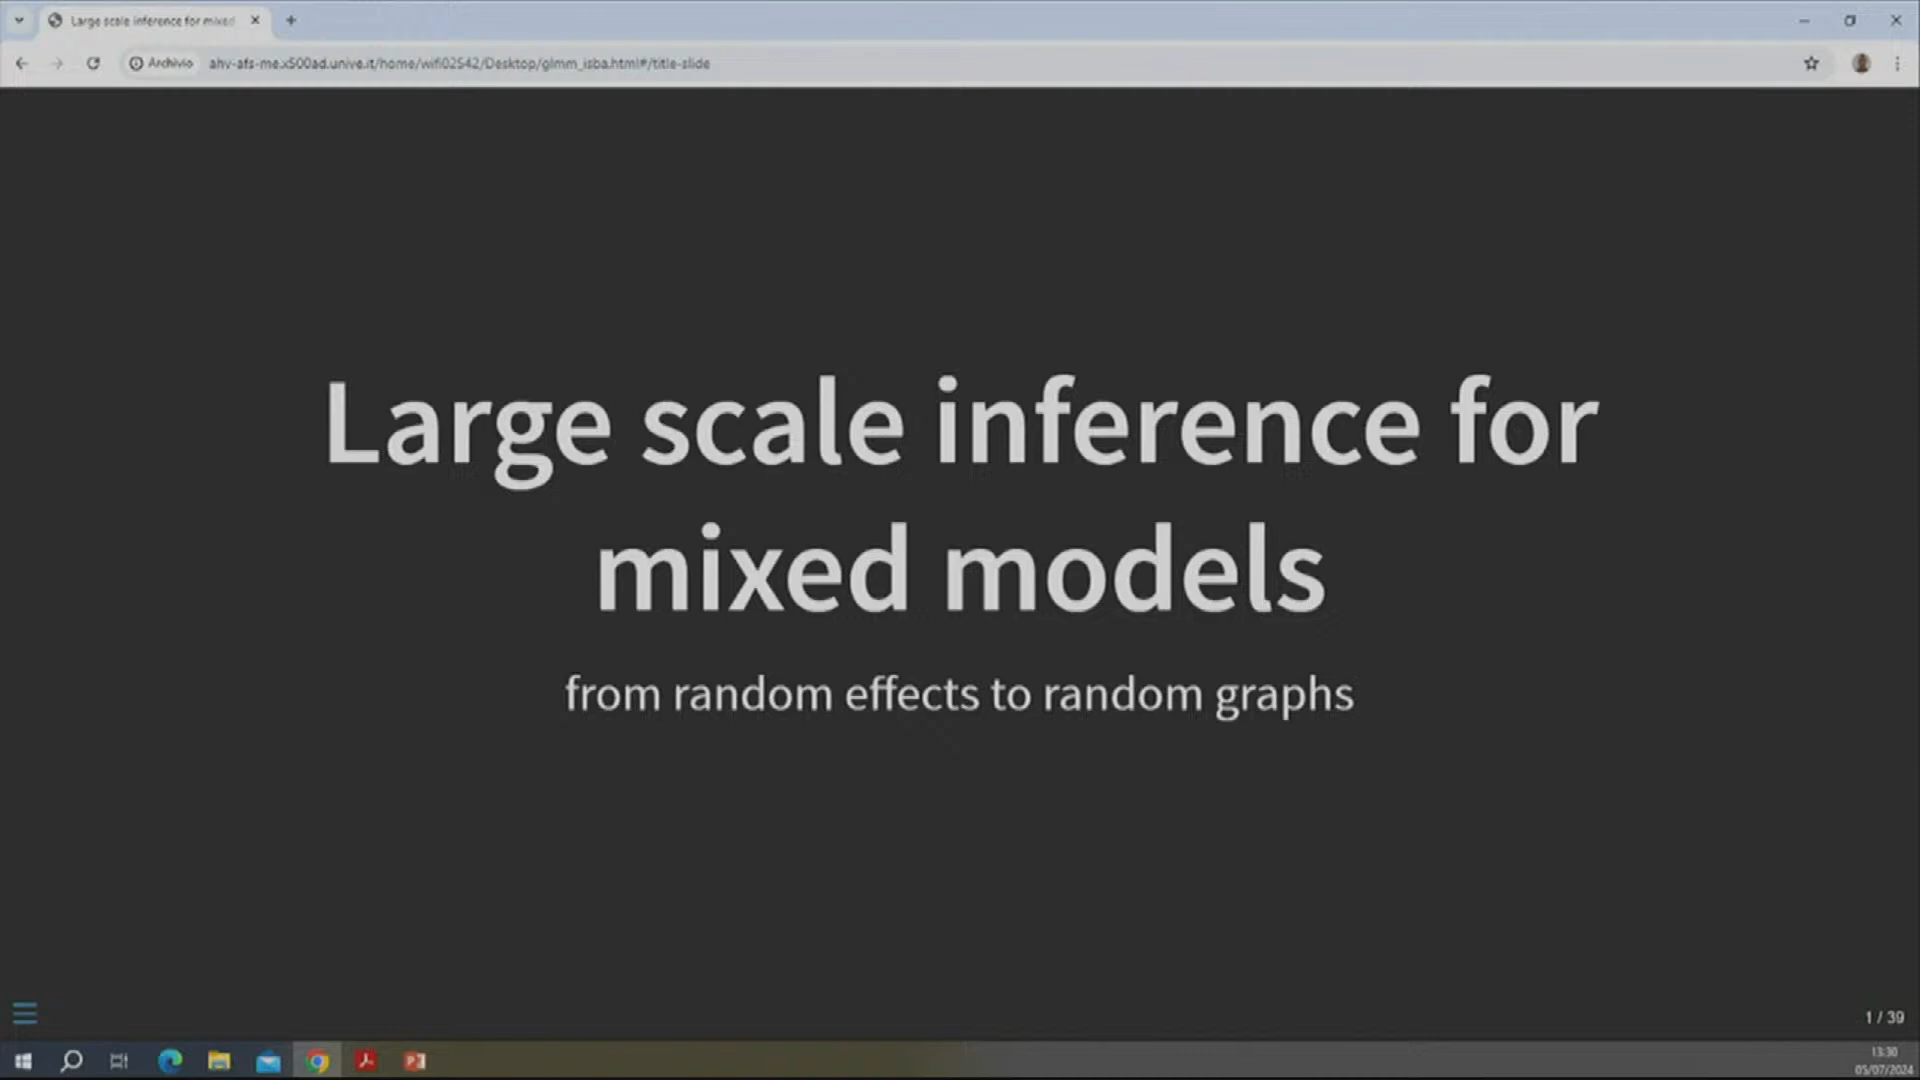 Large scale inference for mixed
Archivio
ahv-afs-me.x500ad.unive.it/home/wifi02542/Desktop/glmm_isba.html#/title-slide
Large scale inference for
mixed models
from random effects to random graphs
1 / 39
13:30
05/07/2024